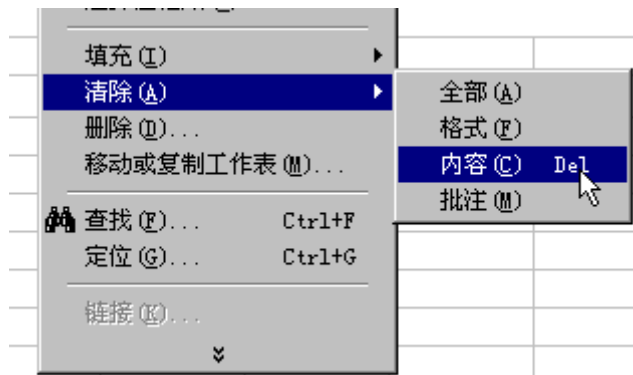 填充(I)
清除(A)
删除(D)...
移动或复制工作表(M)...
查找(F)... Ctrl+F
定位(G)... Ctrl+G
链接(K)...
全部(A)
格式(F)
内容(C) Del
批注(M)